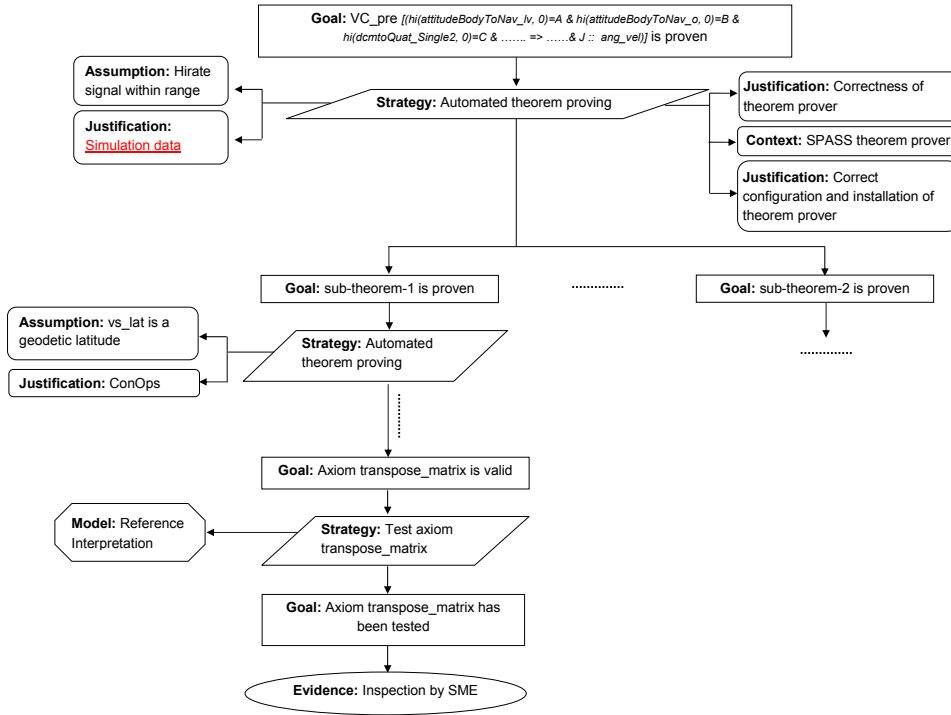 Goal: VC_pre [(hi(attitudeBodyToNav_lv, 0)=A & hi(attitudeBodyToNav_o, 0)=B &
hi(dcmtoQuat_Single2, 0)=C & ....... => ......& J :: ang_vel)] is proven
Assumption: Hirate
signal within range
Justification:
Simulation data
Strategy: Automated theorem proving
Justification: Correctness of
theorem prover
Context: SPASS theorem prover
Justification: Correct
configuration and installation of
theorem prover
Goal: sub-theorem-1 is proven
.............
Goal: sub-theorem-2 is proven
Assumption: vs_lat is a
geodetic latitude
Justification: ConOps
Strategy: Automated
theorem proving
.............
Goal: Axiom transpose_matrix is valid
Model: Reference
Interpretation
Strategy: Test axiom
transpose_matrix
Goal: Axiom transpose_matrix has
been tested
Evidence: Inspection by SME